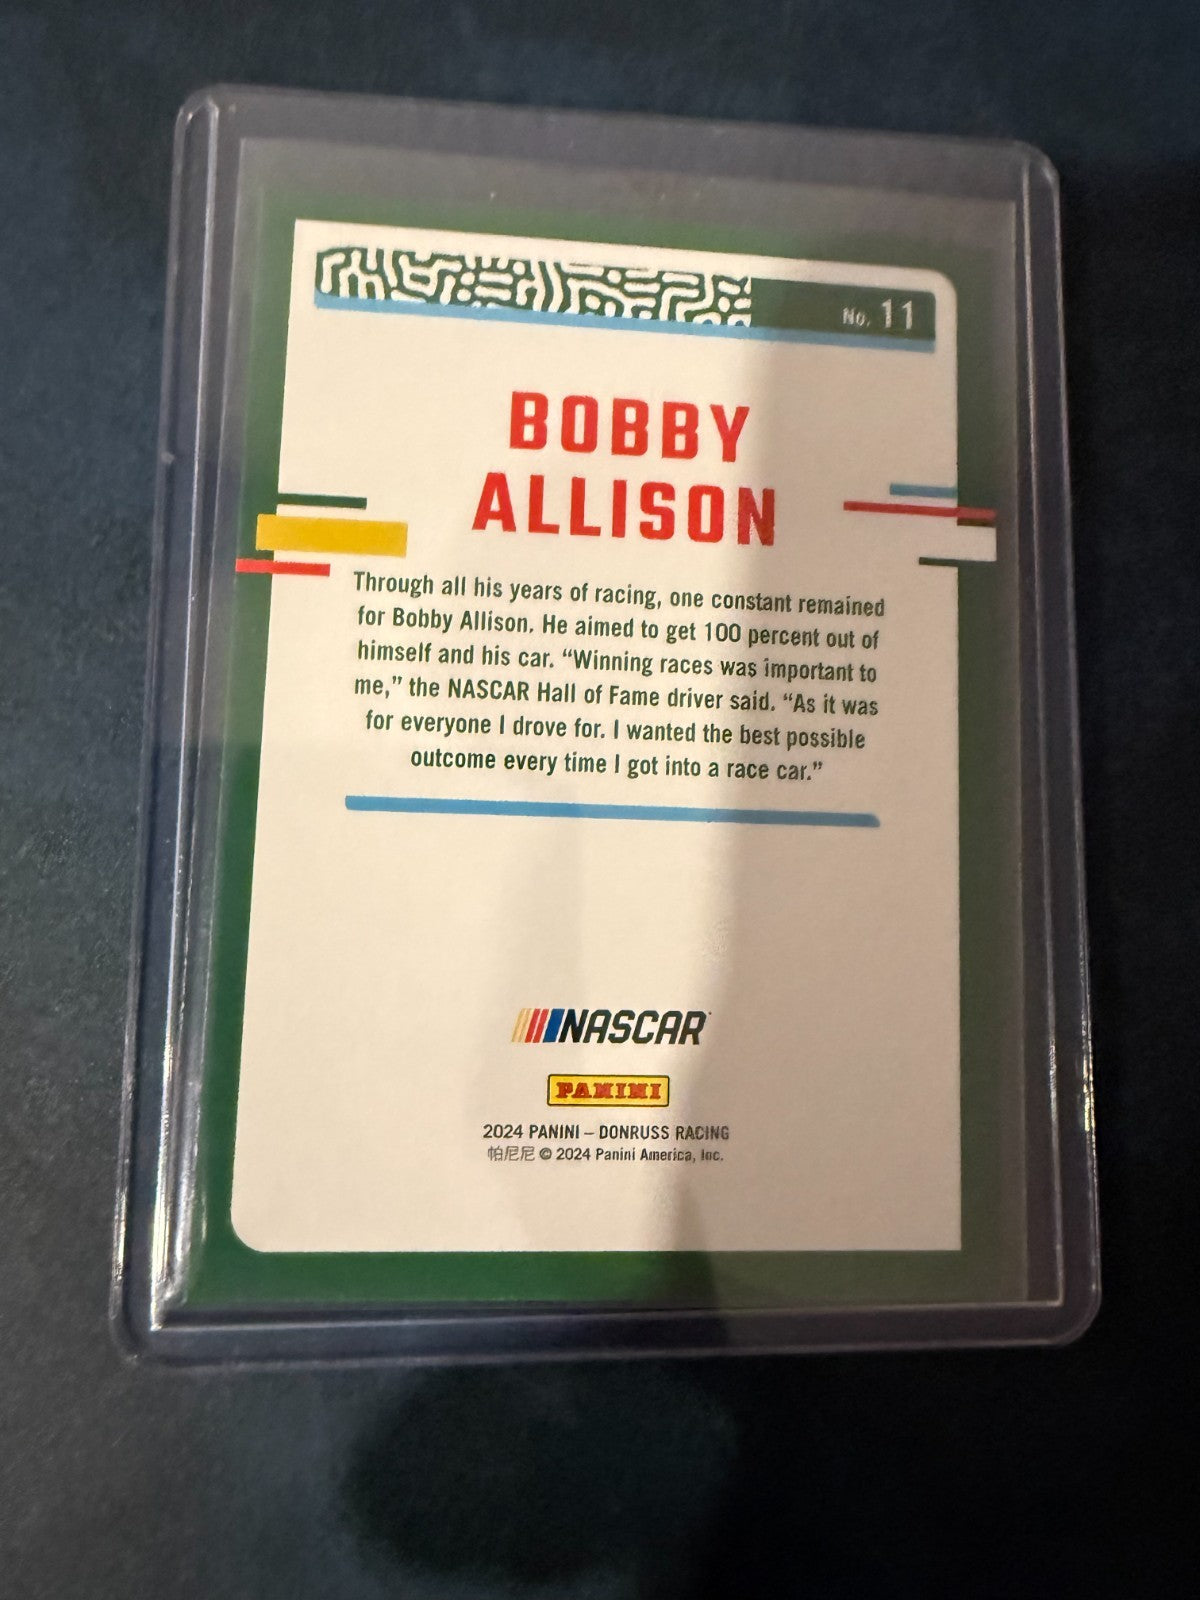 No. 11
BOBBY
ALLISON
Through all his years of racing, one constant remained
for Bobby Allison. He aimed to get 100 percent out of
himself and his car. “Winning races was important to
me,” the NASCAR Hall of Fame driver said. “As it was
for everyone I drove for. I wanted the best possible
outcome every time I got into a race car.”
NASCAR
PANINI
2024 PANINI – DONRUSS RACING
帕尼尼 © 2024 Panini America, Inc.